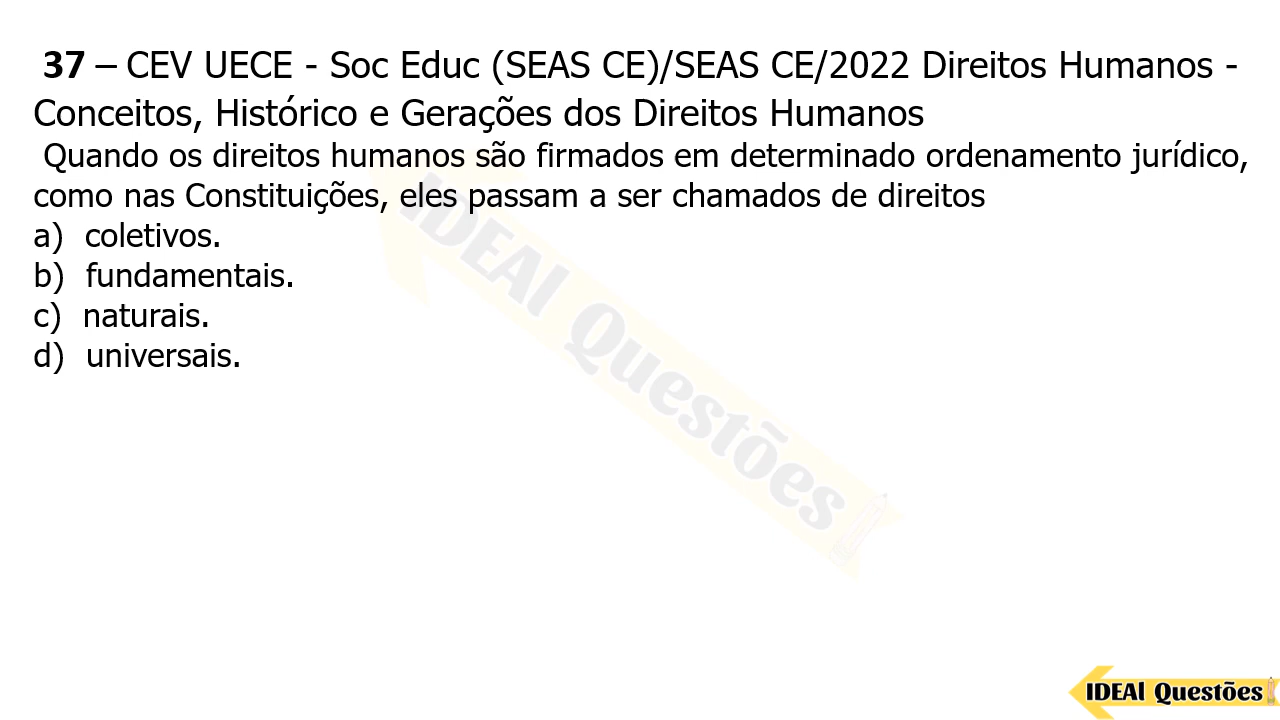 37 – CEV UECE - Soc Educ (SEAS CE)/SEAS CE/2022 Direitos Humanos -
Conceitos, Histórico e Gerações dos Direitos Humanos
Quando os direitos humanos são firmados em determinado ordenamento jurídico,
como nas Constituições, eles passam a ser chamados de direitos
a) coletivos.
b) fundamentais.
c) naturais.
d) universais.
IDEAl Questões
IDEAl Questões